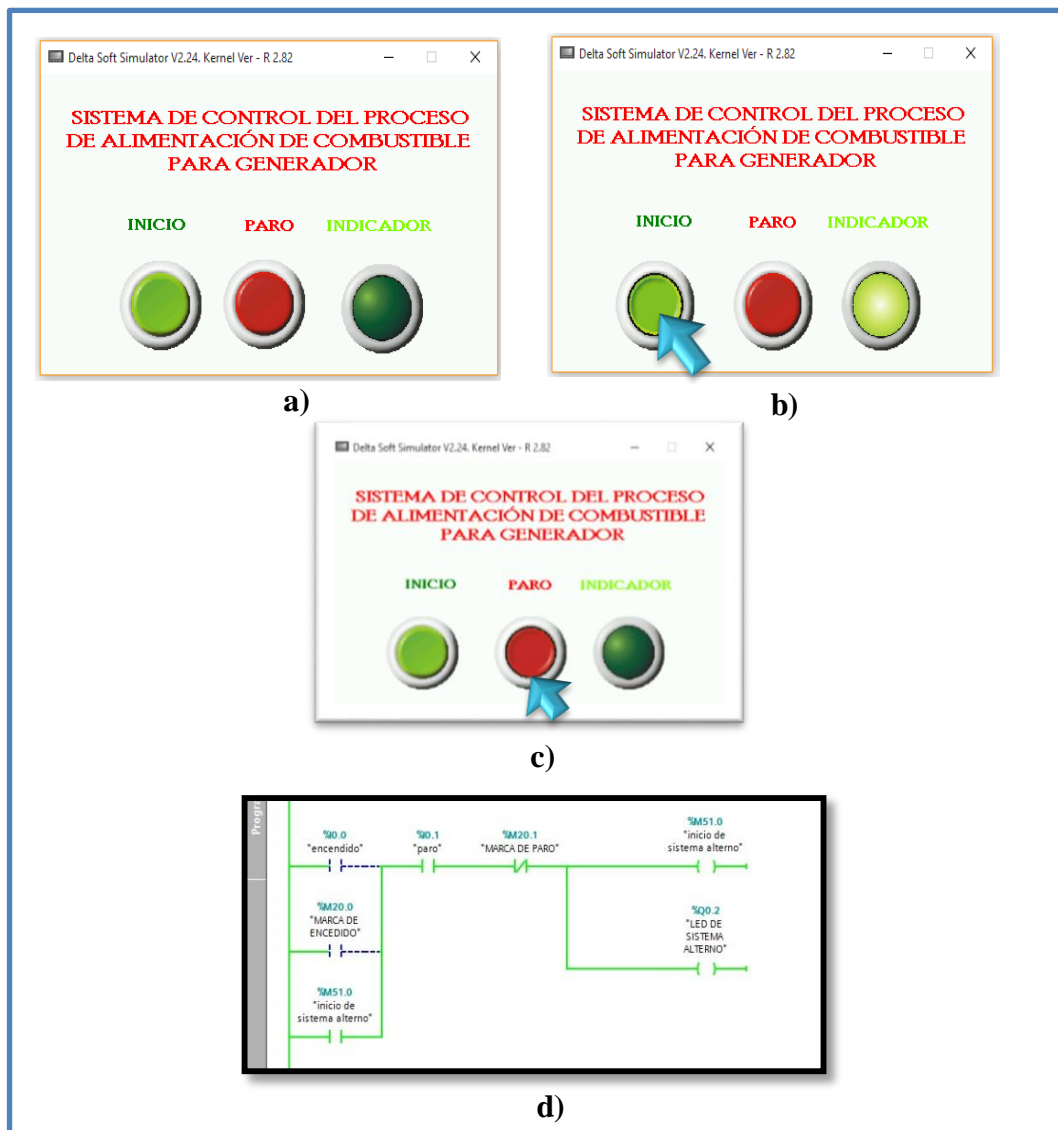 Delta Soft Simulator V2.24. Kernel Ver - R 2.82
SISTEMA DE CONTROL DEL PROCESO
DE ALIMENTACIÓN DE COMBUSTIBLE
PARA GENERADOR
INICIO PARO INDICADOR
a)
Delta Soft Simulator V2.24. Kernel Ver - R 2.82
SISTEMA DE CONTROL DEL PROCESO
DE ALIMENTACIÓN DE COMBUSTIBLE
PARA GENERADOR
INICIO PARO INDICADOR
b)
Delta Soft Simulator V2.24. Kernel Ver - R 2.82
SISTEMA DE CONTROL DEL PROCESO
DE ALIMENTACIÓN DE COMBUSTIBLE
PARA GENERADOR
INICIO PARO INDICADOR
c)
%I0.0
"encendido"
%I0.1
"paro"
%M20.1
"MARCA DE PARO"
%M51.0
"inicio de
sistema alterno"
%M20.0
"MARCA DE
ENCEDIDO"
%Q0.2
"LED DE
SISTEMA
ALTERNO"
%M51.0
"inicio de
sistema alterno"
d)